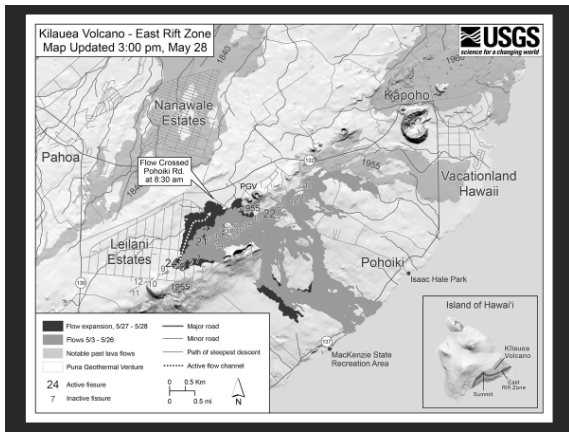 Kilauea Volcano - East Rift Zone
Map Updated 3:00 pm, May 28
USGS
science for a changing world
1840
1960
Kapoho
Nanawale
Estates
Pahoa
Flow Crossed
Pohoiki Rd.
at 8:30 am
132
1955
PGV
Vacationland
Hawaii
1955
22
21
Leilani
Estates
Pohoiki
Isaac Hale Park
9
10
12
11
130
1955
Island of Hawai'i
Kīlauea
Volcano
East
Rift Zone
Summit
137
MacKenzie State
Recreation Area
Flow expansion, 5/27 - 5/28
Flows 5/3 - 5/26
Notable past lava flows
Puna Geothermal Venture
24 Active fissure
7 Inactive fissure
Major road
Minor road
Path of steepest descent
Active flow channel
0 0.5 Km
0 0.5 mi
N